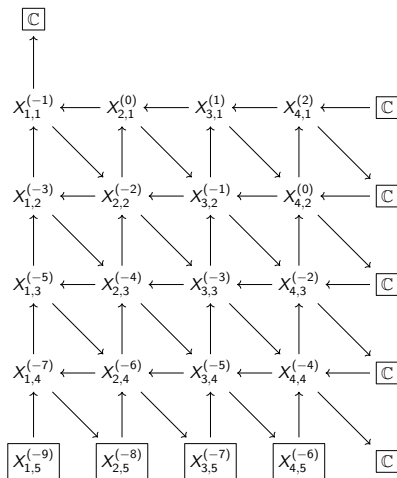 ℂ
X_{1,1}^{(-1)} X_{2,1}^{(0)} X_{3,1}^{(1)} X_{4,1}^{(2)} ℂ
X_{1,2}^{(-3)} X_{2,2}^{(-2)} X_{3,2}^{(-1)} X_{4,2}^{(0)} ℂ
X_{1,3}^{(-5)} X_{2,3}^{(-4)} X_{3,3}^{(-3)} X_{4,3}^{(-2)} ℂ
X_{1,4}^{(-7)} X_{2,4}^{(-6)} X_{3,4}^{(-5)} X_{4,4}^{(-4)} ℂ
X_{1,5}^{(-9)} X_{2,5}^{(-8)} X_{3,5}^{(-7)} X_{4,5}^{(-6)} ℂ